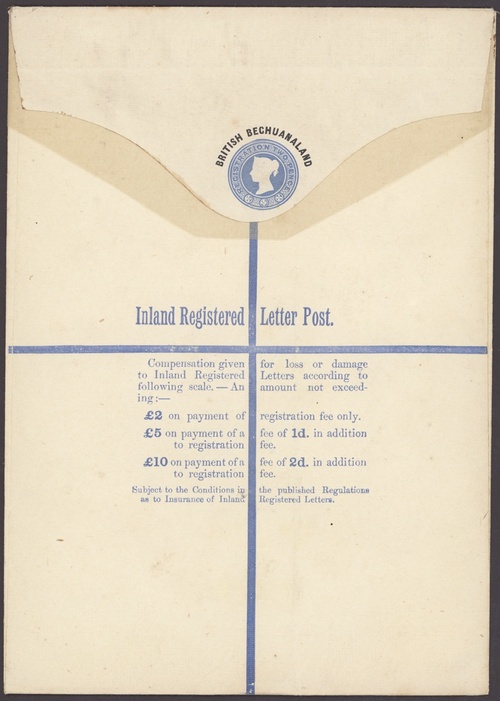 BRITISH BECHUANALAND
REGISTRATION TWO PENCE
Inland Registered Letter Post.
Compensation given for loss or damage
to Inland Registered Letters according to
following scale. — An amount not exceed-
ing :—
£2 on payment of registration fee only.
£5 on payment of a fee of 1d. in addition
to registration fee.
£10 on payment of a fee of 2d. in addition
to registration fee.
Subject to the Conditions in the published Regulations
as to Insurance of Inland Registered Letters.